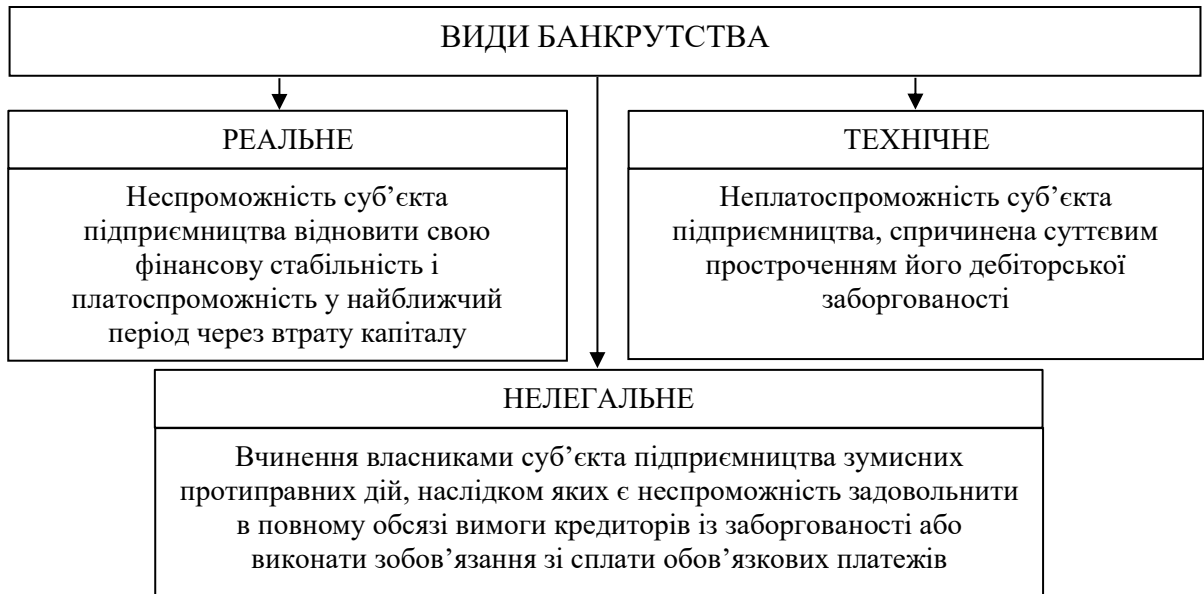 ВИДИ БАНКРУТСТВА
РЕАЛЬНЕ
Неспроможність суб’єкта
підприємництва відновити свою
фінансову стабільність і
платоспроможність у найближчий
період через втрату капіталу
ТЕХНІЧНЕ
Неплатоспроможність суб’єкта
підприємництва, спричинена суттєвим
простроченням його дебіторської
заборгованості
НЕЛЕГАЛЬНЕ
Вчинення власниками суб’єкта підприємництва зумисних
протиправних дій, наслідком яких є неспроможність задовольнити
в повному обсязі вимоги кредиторів із заборгованості або
виконати зобов’язання зі сплати обов’язкових платежів